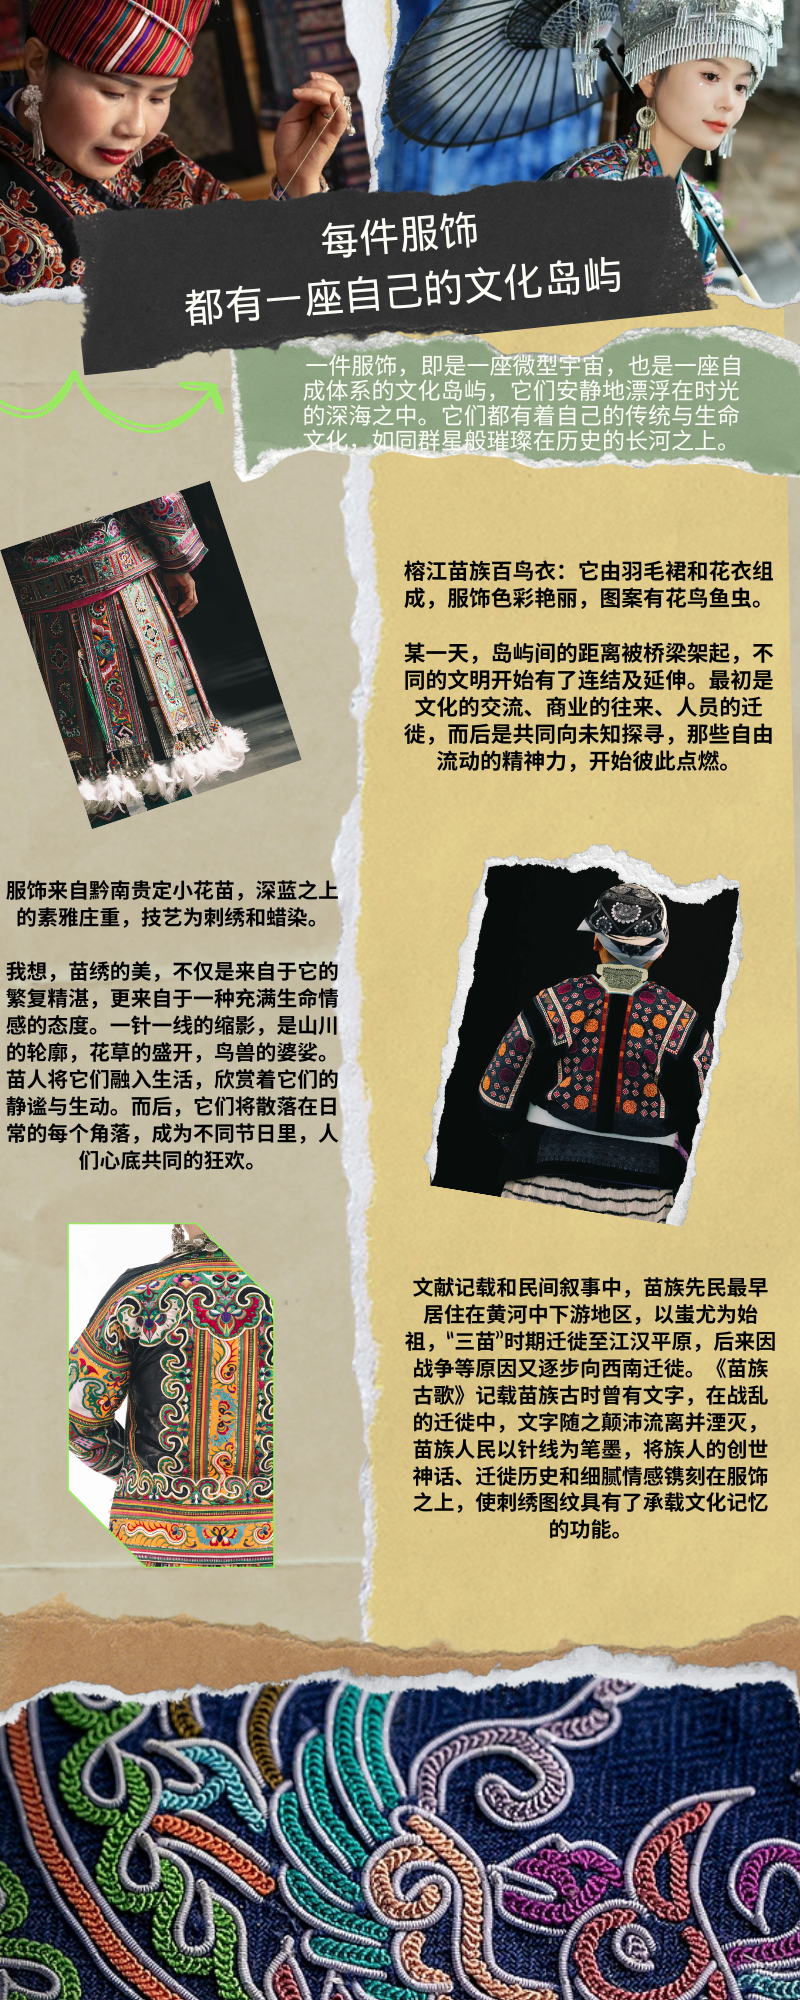 每件服饰
都有一座自己的文化岛屿
一件服饰，即是一座微型宇宙，也是一座自
成体系的文化岛屿，它们安静地漂浮在时光
的深海之中。它们都有着自己的传统与生命
文化，如同群星般璀璨在历史的长河之上。
榕江苗族百鸟衣：它由羽毛裙和花衣组
成，服饰色彩艳丽，图案有花鸟鱼虫。
某一天，岛屿间的距离被桥梁架起，不
同的文明开始有了连结及延伸。最初是
文化的交流、商业的往来、人员的迁
徙，而后是共同向未知探寻，那些自由
流动的精神力，开始彼此点燃。
服饰来自黔南贵定小花苗，深蓝之上
的素雅庄重，技艺为刺绣和蜡染。
我想，苗绣的美，不仅是来自于它的
繁复精湛，更来自于一种充满生命情
感的态度。一针一线的缩影，是山川
的轮廓，花草的盛开，鸟兽的婆娑。
苗人将它们融入生活，欣赏着它们的
静谧与生动。而后，它们将散落在日
常的每个角落，成为不同节日里，人
们心底共同的狂欢。
文献记载和民间叙事中，苗族先民最早
居住在黄河中下游地区，以蚩尤为始
祖，“三苗”时期迁徙至江汉平原，后来因
战争等原因又逐步向西南迁徙。《苗族
古歌》记载苗族古时曾有文字，在战乱
的迁徙中，文字随之颠沛流离并湮灭，
苗族人民以针线为笔墨，将族人的创世
神话、迁徙历史和细腻情感镌刻在服饰
之上，使刺绣图纹具有了承载文化记忆
的功能。